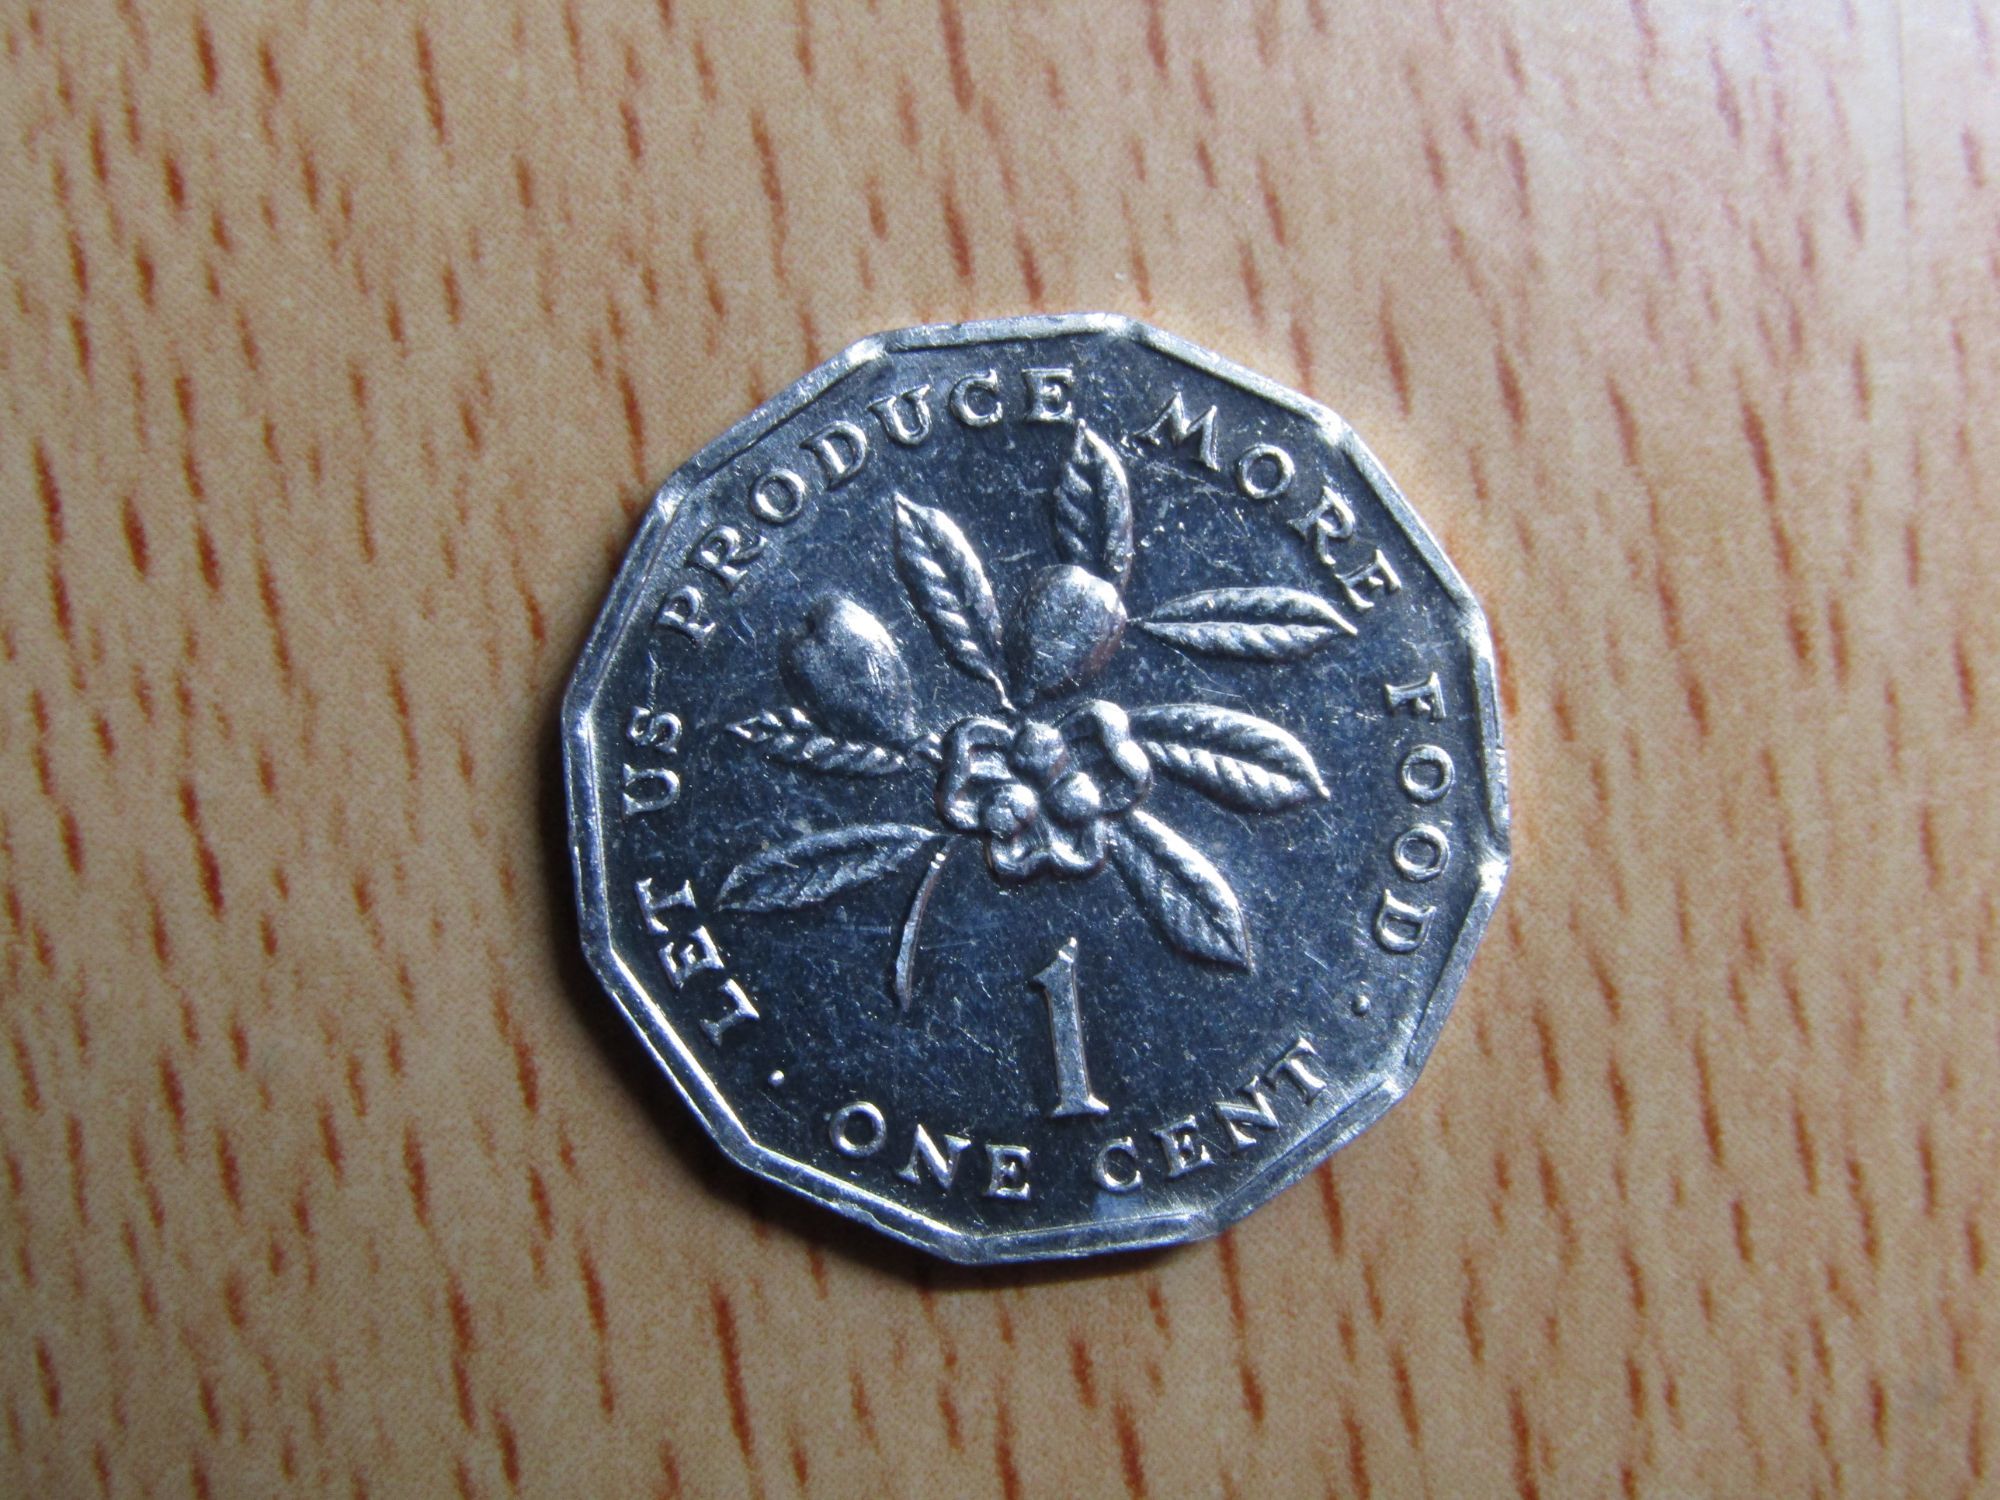 LET US PRODUCE MORE FOOD
1
· ONE CENT ·